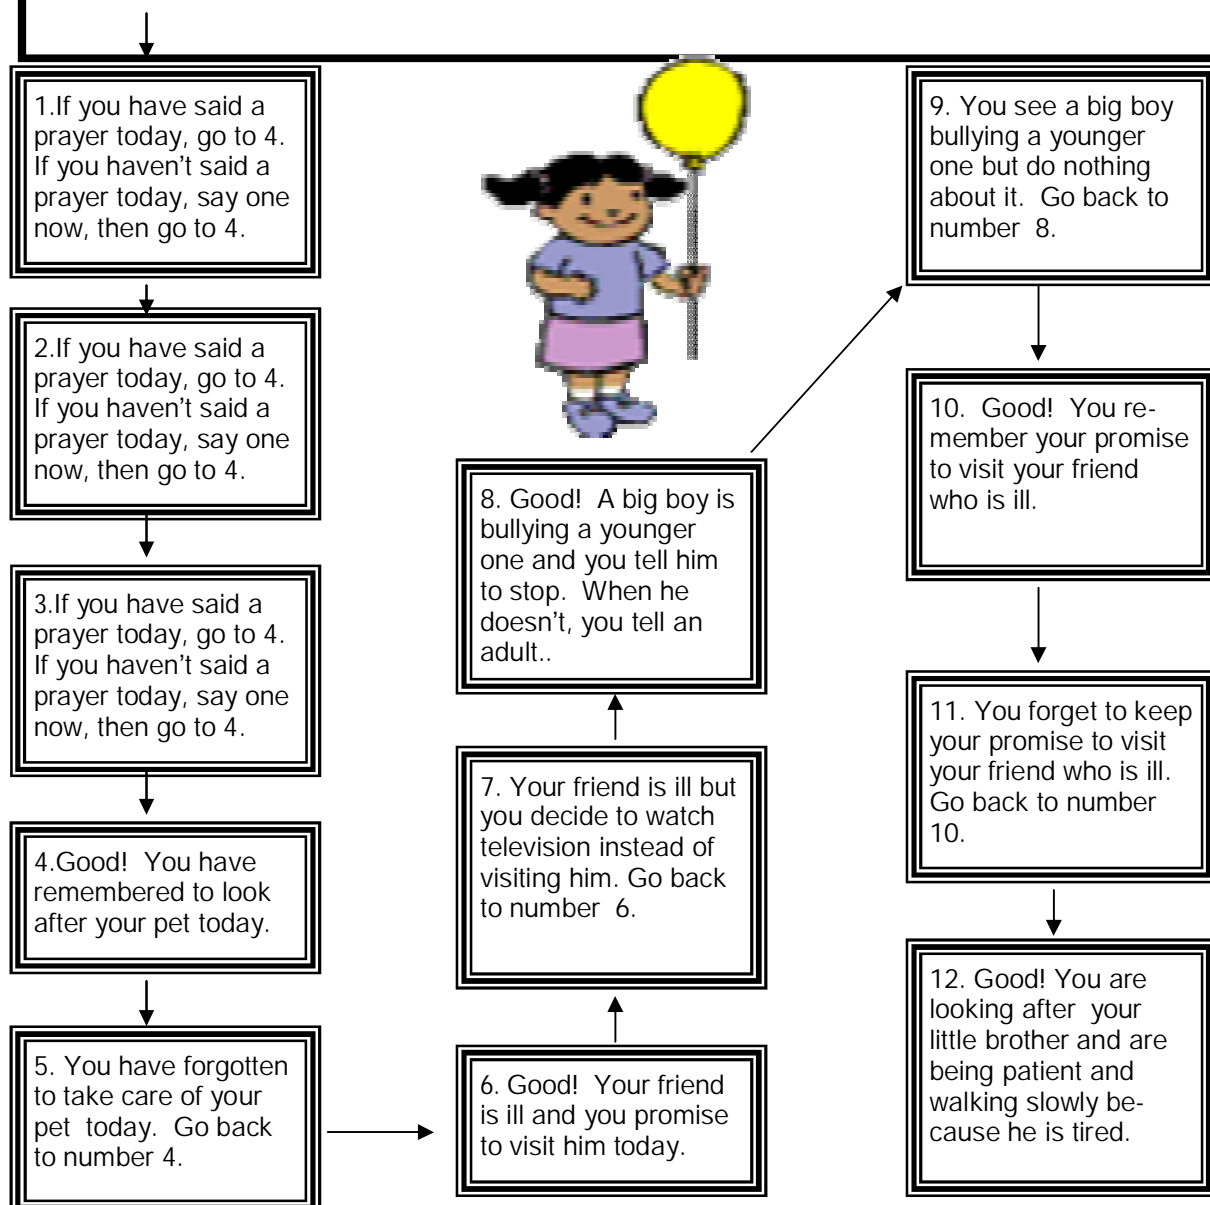 1.If you have said a
prayer today, go to 4.
If you haven't said a
prayer today, say one
now, then go to 4.
2.If you have said a
prayer today, go to 4.
If you haven't said a
prayer today, say one
now, then go to 4.
3.If you have said a
prayer today, go to 4.
If you haven't said a
prayer today, say one
now, then go to 4.
4.Good!  You have
remembered to look
after your pet today.
5. You have forgotten
to take care of your
pet  today.  Go back
to number 4.
6. Good!  Your friend
is ill and you promise
to visit him today.
7. Your friend is ill but
you decide to watch
television instead of
visiting him. Go back
to number  6.
8. Good!  A big boy is
bullying a younger
one and you tell him
to stop.  When he
doesn't, you tell an
adult..
9. You see a big boy
bullying a younger
one but do nothing
about it.  Go back to
number  8.
10.  Good!  You re-
member your promise
to visit your friend
who is ill.
11. You forget to keep
your promise to visit
your friend who is ill.
Go back to number
10.
12. Good! You are
looking after  your
little brother and are
being patient and
walking slowly be-
cause he is tired.